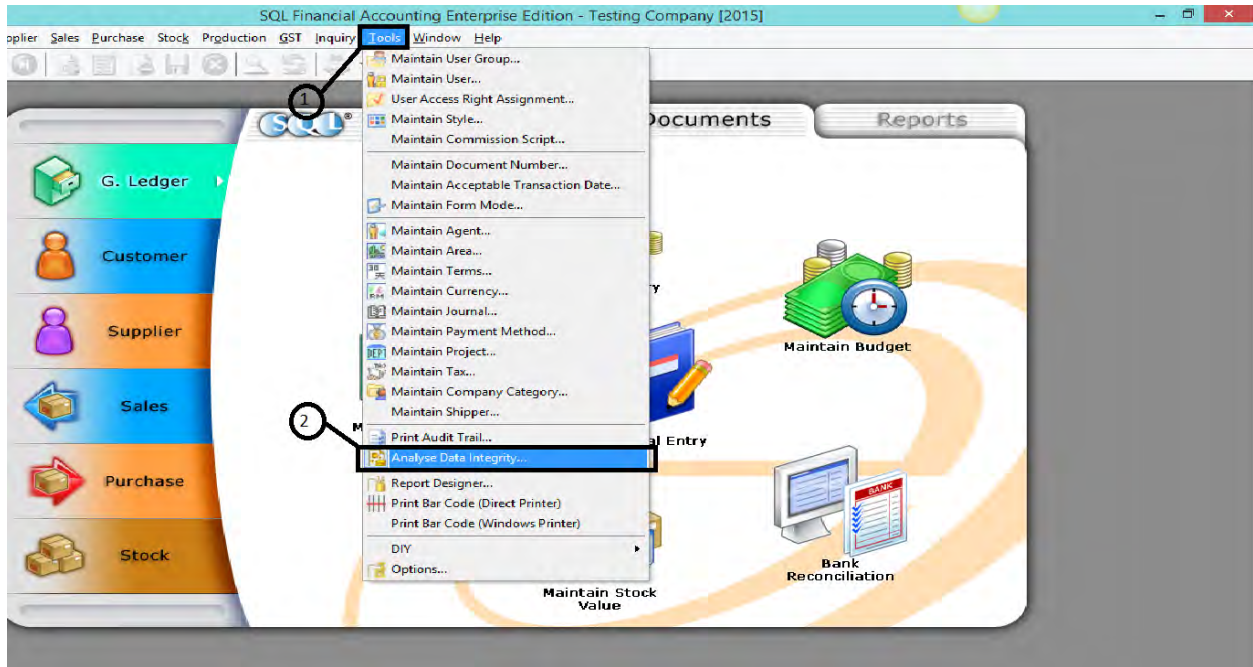 SQL Financial Accounting Enterprise Edition - Testing Company [2015]
pplier Sales Purchase Stock Production GST Inquiry Tools Window Help
1
Maintain User Group...
Maintain User...
User Access Right Assignment...
Maintain Style...
Maintain Commission Script...
Maintain Document Number...
Maintain Acceptable Transaction Date...
Maintain Form Mode...
Maintain Agent...
Maintain Area...
Maintain Terms...
Maintain Currency...
Maintain Journal...
Maintain Payment Method...
DEPT Maintain Project...
Maintain Tax...
Maintain Company Category...
Maintain Shipper...
2
Print Audit Trail...
Analyse Data Integrity...
Report Designer...
Print Bar Code (Direct Printer)
Print Bar Code (Windows Printer)
DIY
Options...
SQL®
Documents
Reports
G. Ledger
Customer
Supplier
Sales
Purchase
Stock
y
M
al Entry
Maintain Budget
BANK
Bank
Reconciliation
Maintain Stock
Value